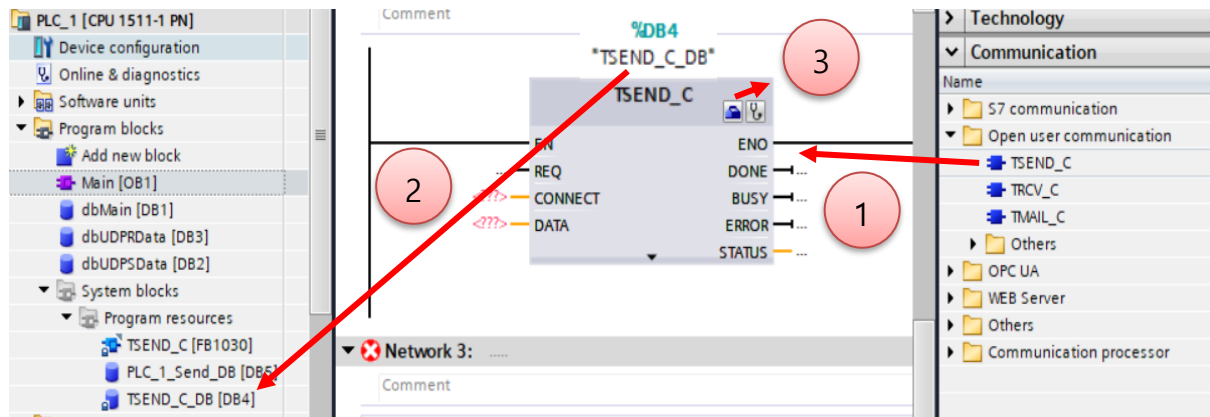 PLC_1 [CPU 1511-1 PN]
Device configuration
Online & diagnostics
Software units
Program blocks
Add new block
Main [OB1]
dbMain [DB1]
dbUDPRData [DB3]
dbUDPSData [DB2]
System blocks
Program resources
TSEND_C [FB1030]
PLC_1_Send_DB [DB5]
TSEND_C_DB [DB4]
Comment
%DB4
"TSEND_C_DB"
TSEND_C
EN ENO
... REQ DONE ...
<???> CONNECT BUSY ...
<???> DATA ERROR ...
STATUS ...
3
2
1
Network 3: .....
Comment
Technology
Communication
Name
S7 communication
Open user communication
TSEND_C
TRCV_C
TMAIL_C
Others
OPC UA
WEB Server
Others
Communication processor